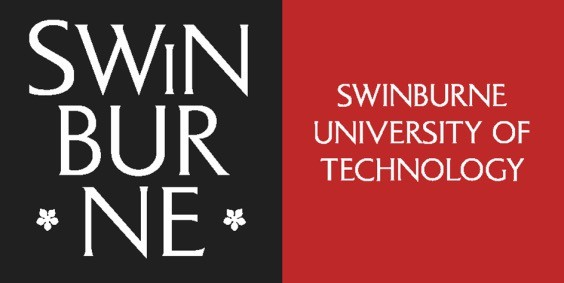 SWiN
BUR
NE
SWINBURNE
UNIVERSITY OF
TECHNOLOGY